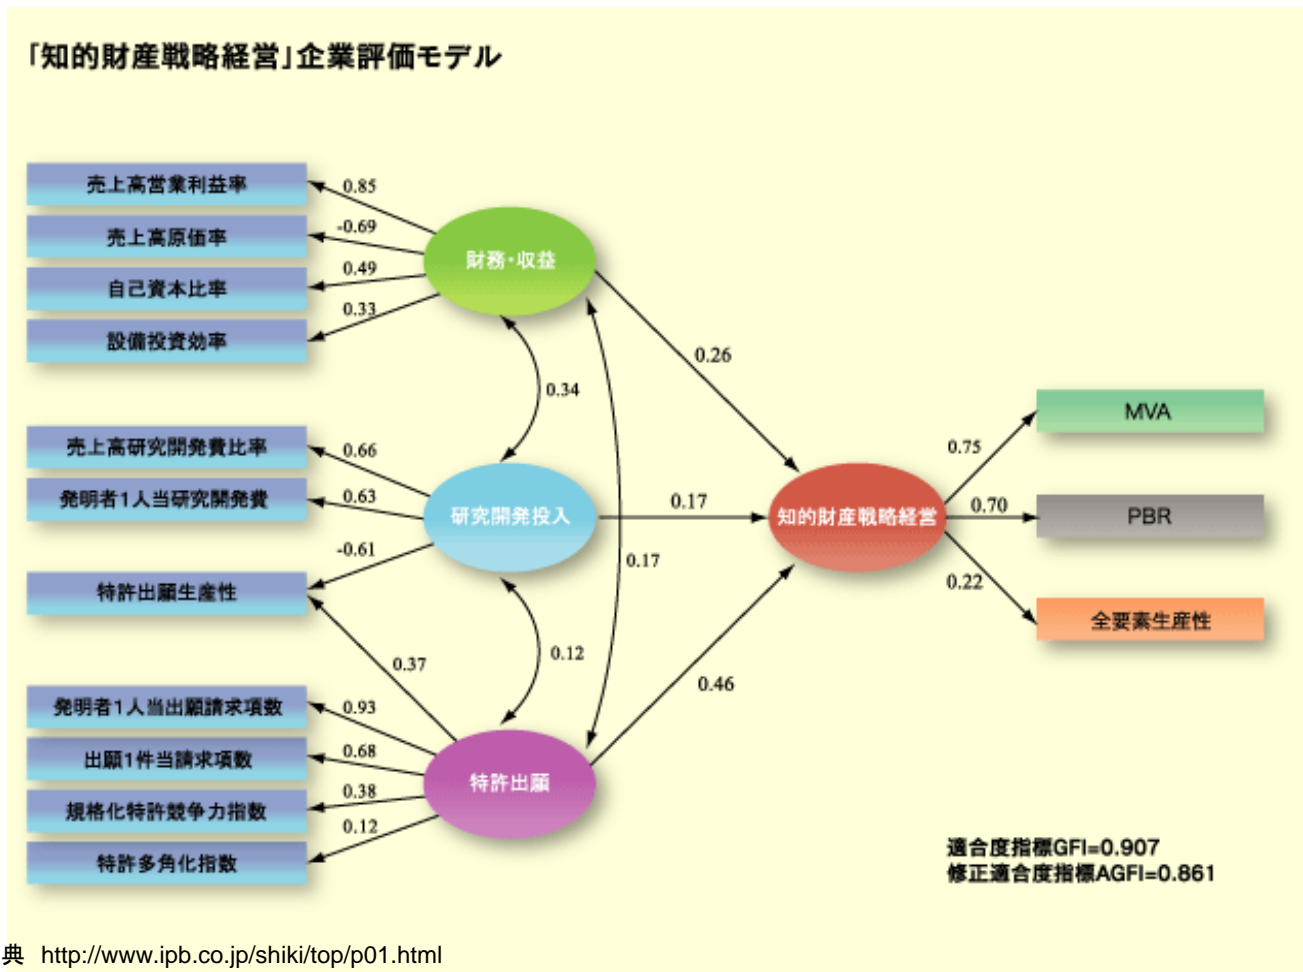 「知的財産戦略経営」企業評価モデル
売上高営業利益率
0.85
売上高原価率
-0.69
自己資本比率
0.49
設備投資効率
0.33
財務・収益
0.26
0.34
売上高研究開発費比率
0.66
発明者1人当研究開発費
0.63
特許出願生産性
-0.61
研究開発投入
0.17
0.17
知的財産戦略経営
0.75
MVA
0.70
PBR
0.22
全要素生産性
0.37
0.12
0.46
発明者1人当出願請求項数
0.93
出願1件当請求項数
0.68
規格化特許競争力指数
0.38
特許多角化指数
0.12
特許出願
適合度指標GFI=0.907
修正適合度指標AGFI=0.861
典 http://www.ipb.co.jp/shiki/top/p01.html